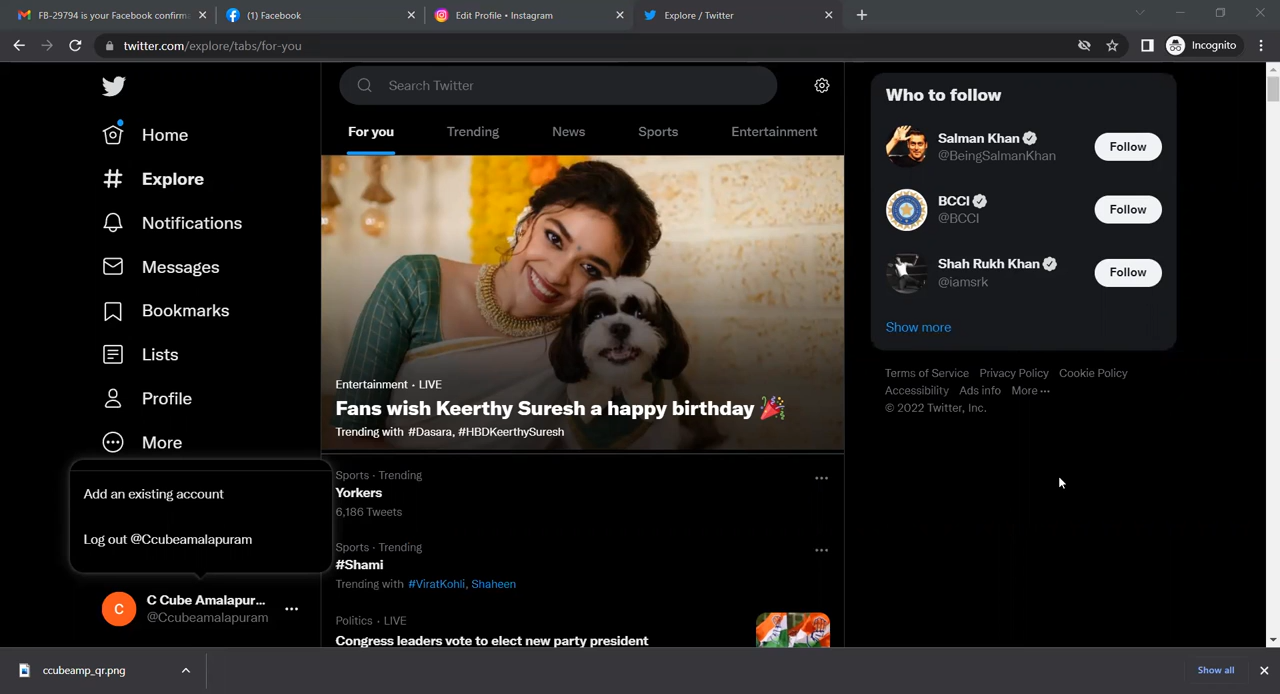 FB-29794 is your Facebook confirma
(1) Facebook
Edit Profile • Instagram
Explore / Twitter
twitter.com/explore/tabs/for-you
Incognito
Home
Explore
Notifications
Messages
Bookmarks
Lists
Profile
More
Add an existing account
Log out @Ccubeamalapuram
C
C Cube Amalapur...
@Ccubeamalapuram
Search Twitter
For you
Trending
News
Sports
Entertainment
Entertainment · LIVE
Fans wish Keerthy Suresh a happy birthday 🎉
Trending with #Dasara, #HBDKeerthySuresh
Sports · Trending
Yorkers
6,186 Tweets
Sports · Trending
#Shami
Trending with #ViratKohli, Shaheen
Politics · LIVE
Congress leaders vote to elect new party president
Who to follow
Salman Khan
@BeingSalmanKhan
Follow
BCCI
@BCCI
Follow
Shah Rukh Khan
@iamsrk
Follow
Show more
Terms of Service Privacy Policy Cookie Policy
Accessibility Ads info More ···
© 2022 Twitter, Inc.
ccubeamp_qr.png
Show all